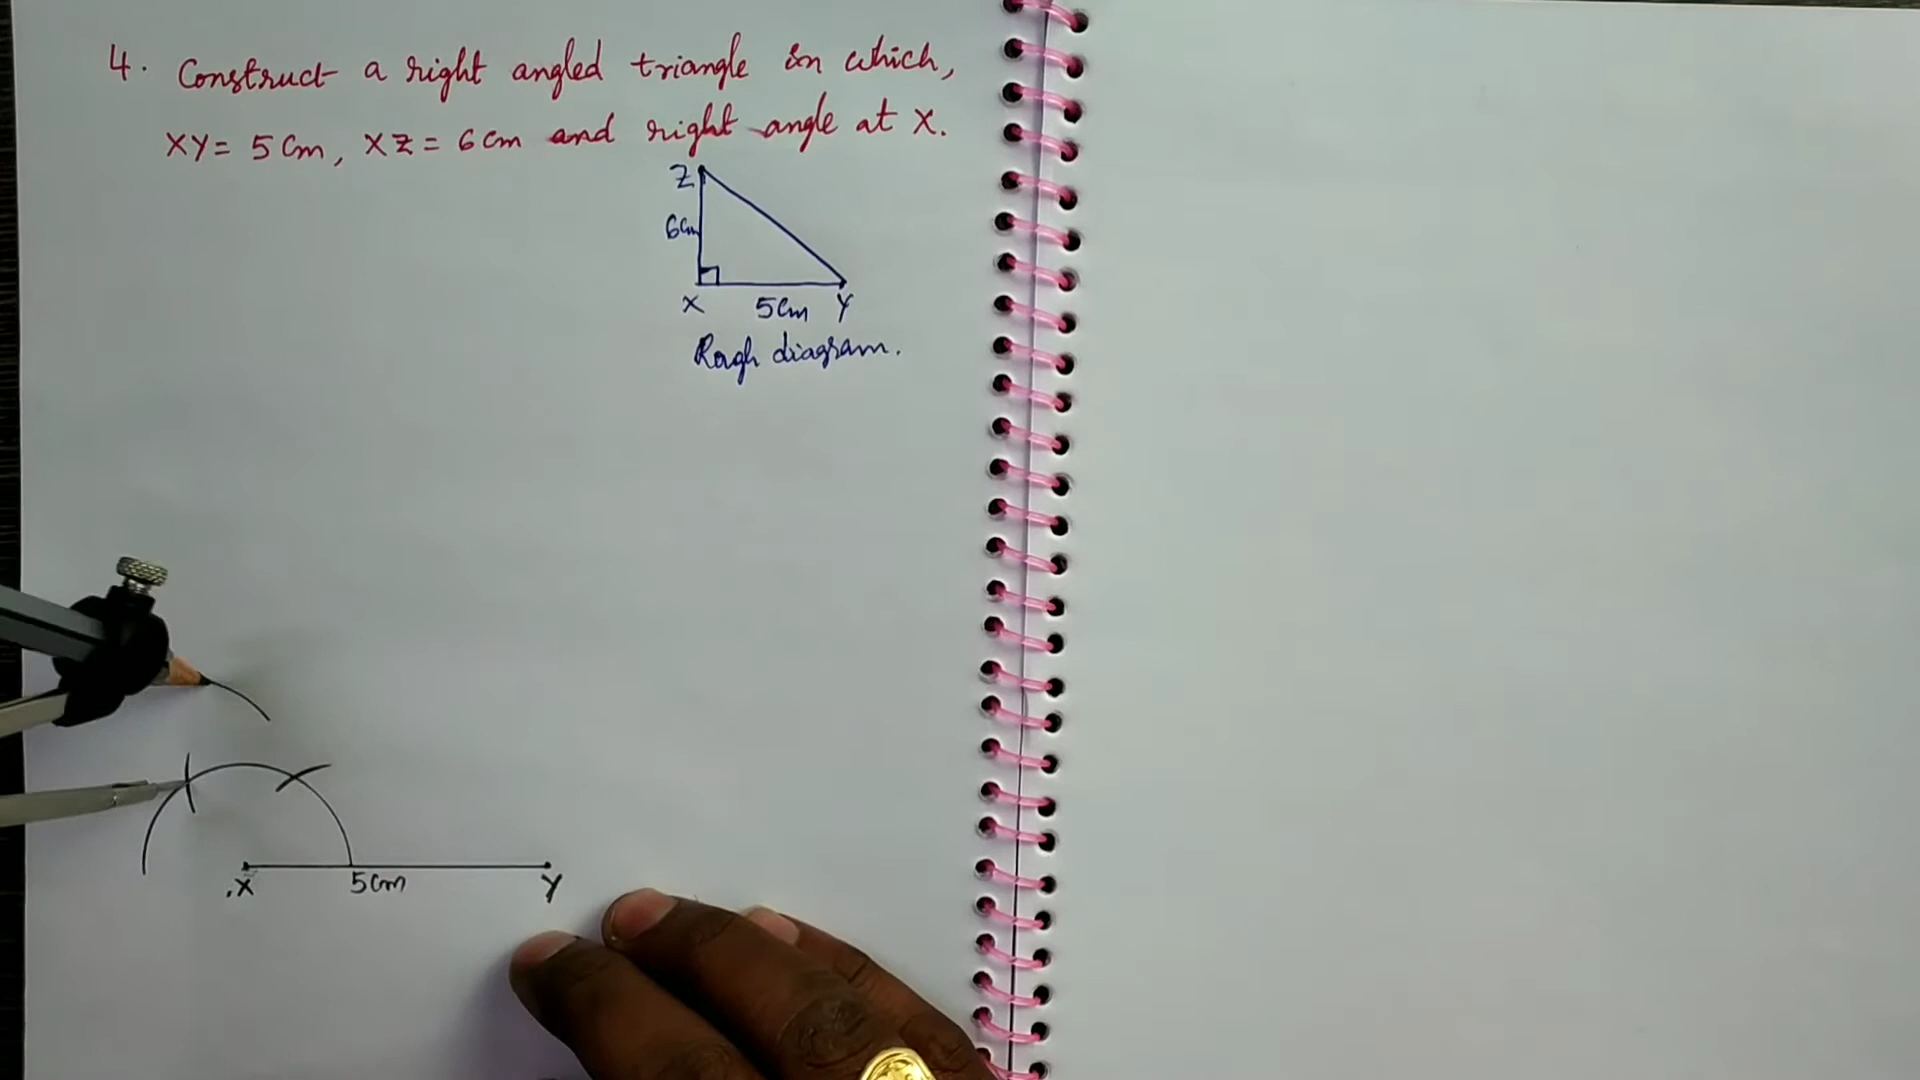 4. Construct a right angled triangle in which,
XY = 5 cm, XZ = 6 cm and right angle at X.
Z
6cm
X 5cm Y
Rough diagram.
.X 5cm Y